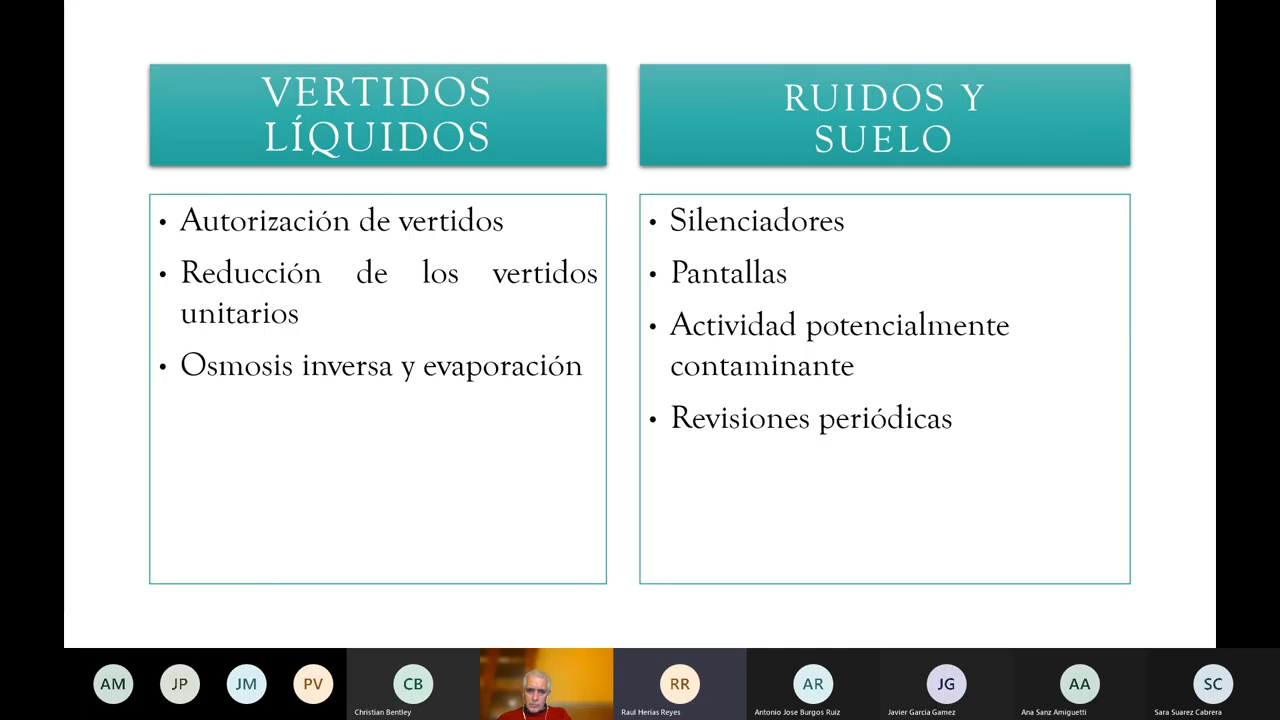 VERTIDOS
LÍQUIDOS
• Autorización de vertidos
• Reducción de los vertidos
unitarios
• Osmosis inversa y evaporación
RUIDOS Y
SUELO
• Silenciadores
• Pantallas
• Actividad potencialmente
contaminante
• Revisiones periódicas
AM
JP
JM
PV
CB
Christian Bentley
RR
Raul Herias Reyes
AR
Antonio Jose Burgos Ruiz
JG
Javier Garcia Gamez
AA
Ana Sanz Amiguetti
SC
Sara Suarez Cabrera